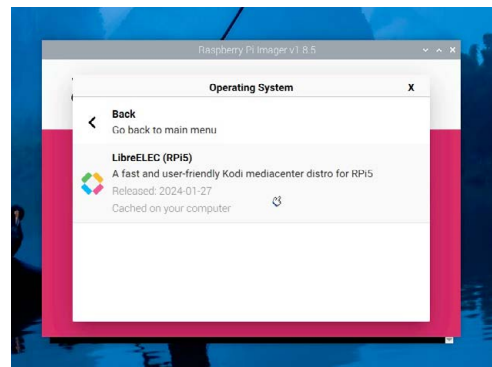 Raspberry Pi Imager v1.8.5
Operating System
X
Back
Go back to main menu
LibreELEC (RPi5)
A fast and user-friendly Kodi mediacenter distro for RPi5
Released: 2024-01-27
Cached on your computer